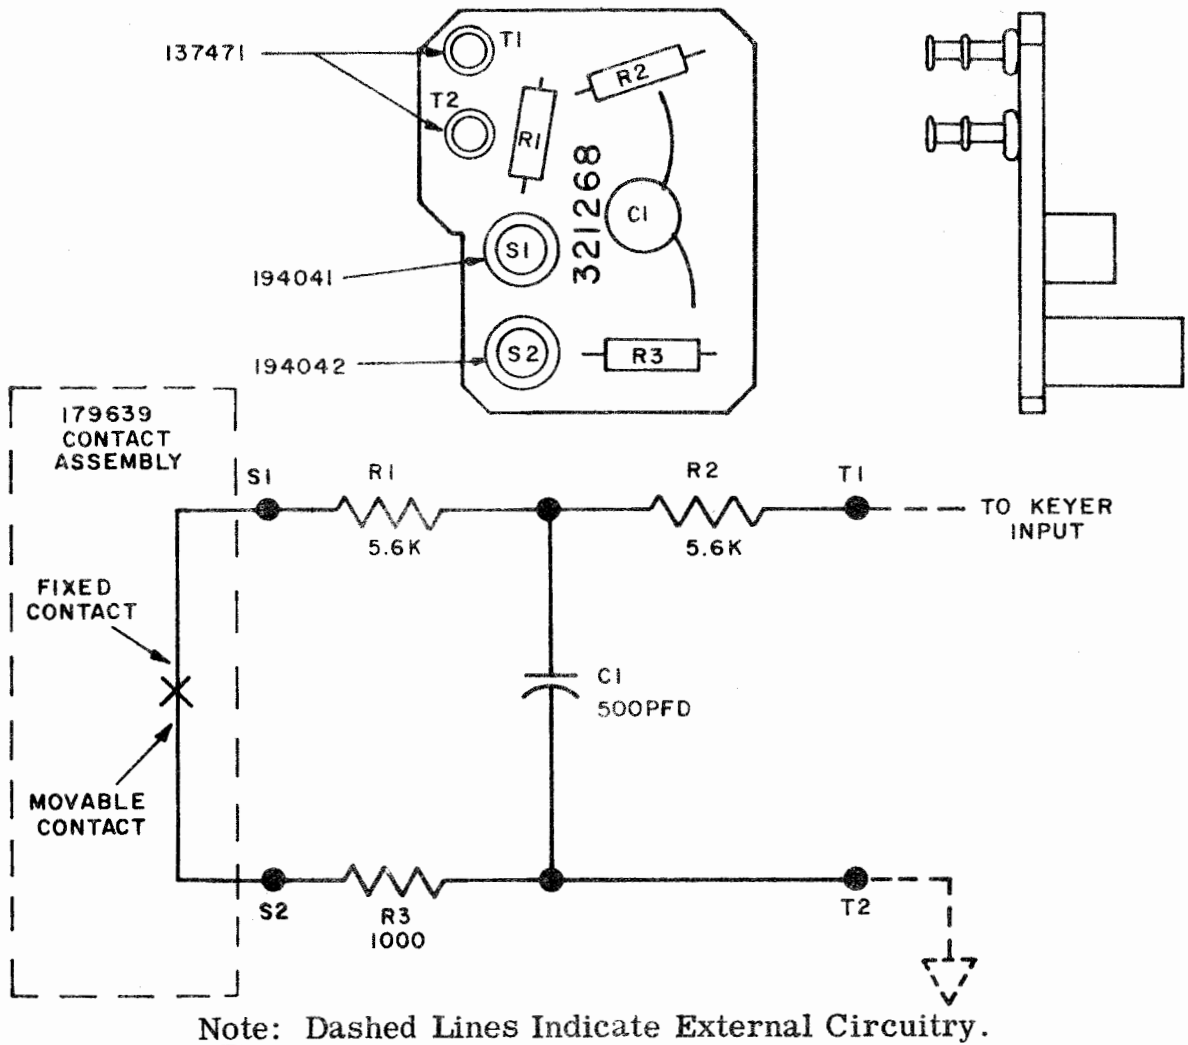 137471
T1
T2
R1
R2
321268
C1
S1
194041
S2
194042
R3
179639
CONTACT
ASSEMBLY
S1
R1
5.6K
R2
5.6K
T1
TO KEYER
INPUT
FIXED
CONTACT
C1
500PFD
MOVABLE
CONTACT
S2
R3
1000
T2
Note: Dashed Lines Indicate External Circuitry.